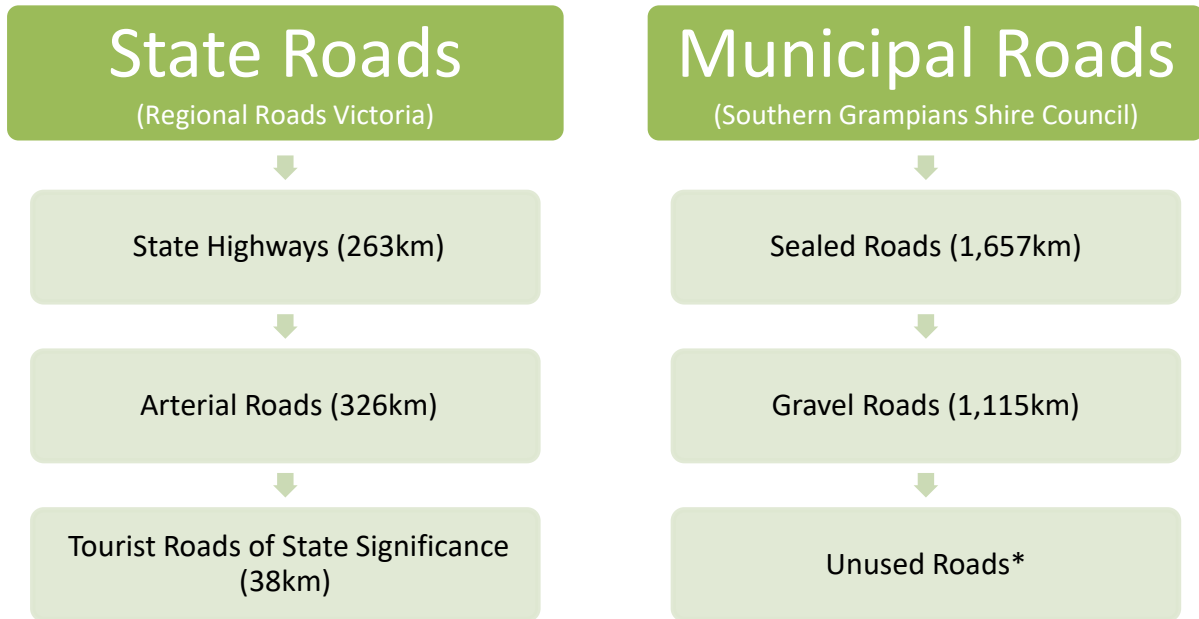 State Roads
(Regional Roads Victoria)
State Highways (263km)
Arterial Roads (326km)
Tourist Roads of State Significance
(38km)
Municipal Roads
(Southern Grampians Shire Council)
Sealed Roads (1,657km)
Gravel Roads (1,115km)
Unused Roads*